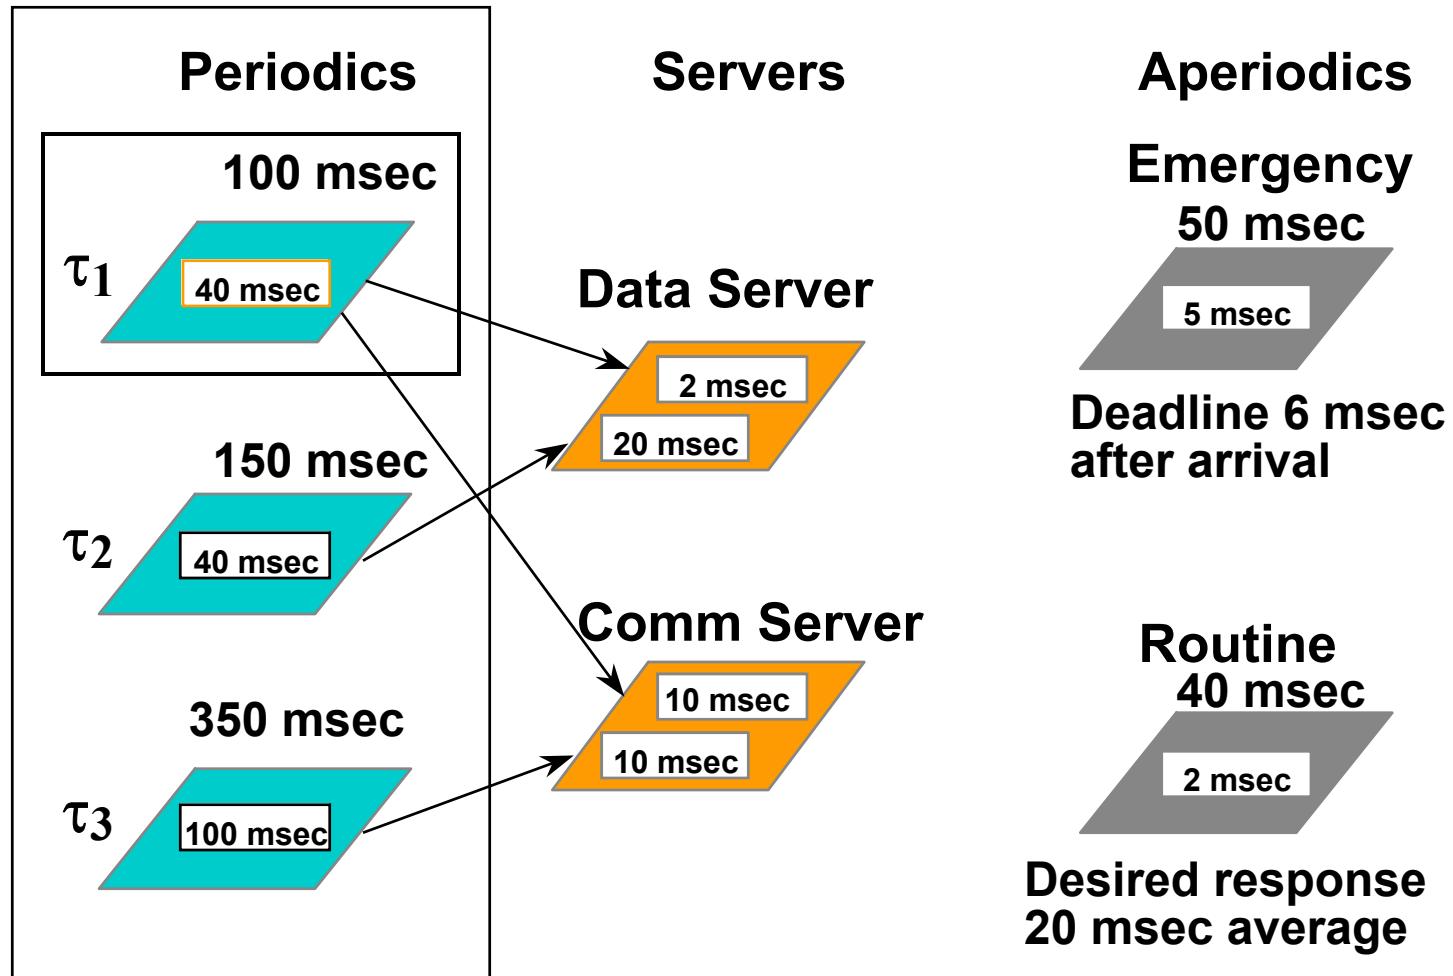 Periodics
Servers
Aperiodics
100 msec
τ1
40 msec
150 msec
τ2
40 msec
350 msec
τ3
100 msec
Data Server
2 msec
20 msec
Comm Server
10 msec
10 msec
Emergency
50 msec
5 msec
Deadline 6 msec
after arrival
Routine
40 msec
2 msec
Desired response
20 msec average